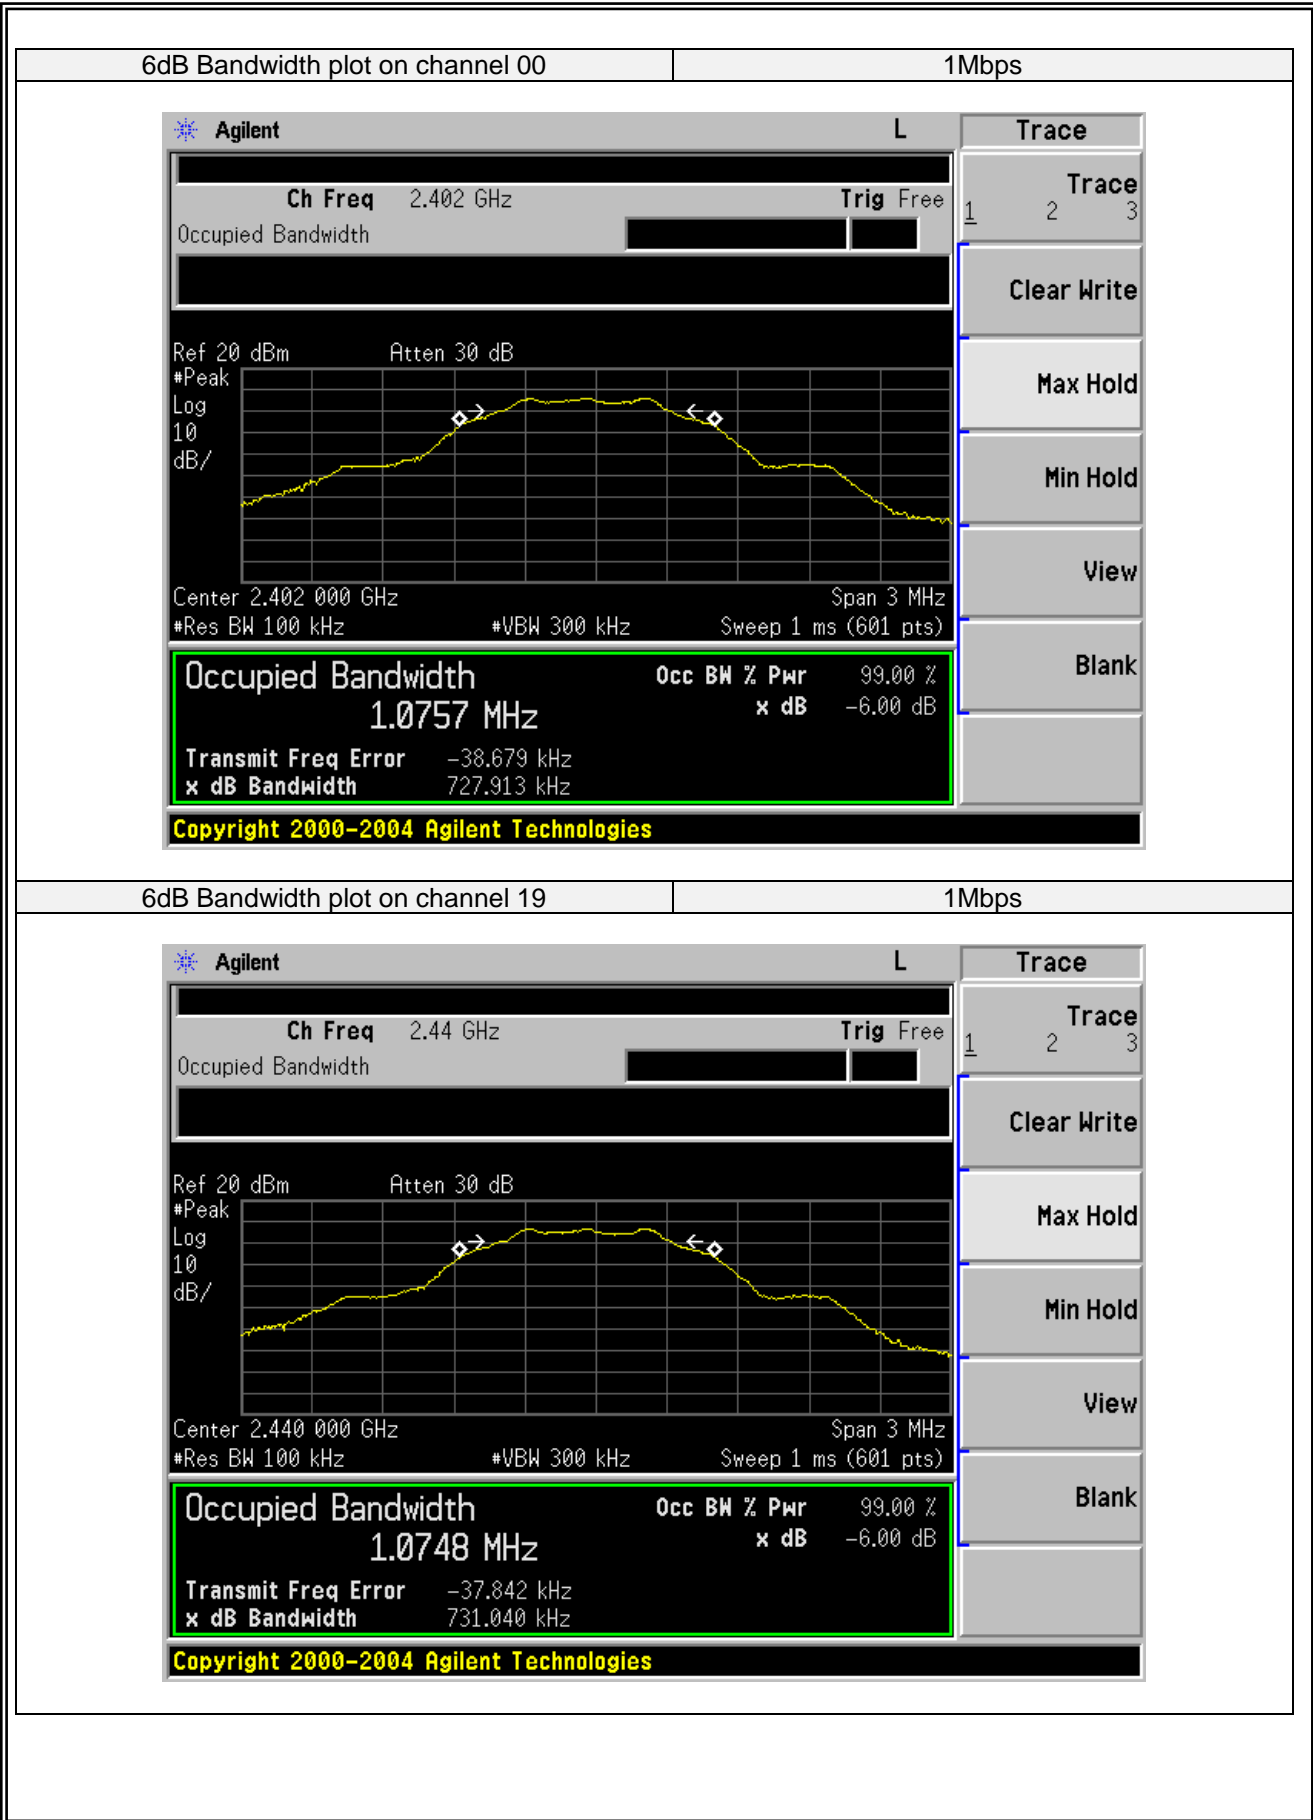 6dB Bandwidth plot on channel 00 1Mbps
Agilent L Trace
Ch Freq 2.402 GHz Trig Free
Occupied Bandwidth
Trace
1 2 3
Clear Write
Ref 20 dBm Atten 30 dB
#Peak
Log
10
dB/
Max Hold
Min Hold
View
Center 2.402 000 GHz Span 3 MHz
#Res BW 100 kHz #VBW 300 kHz Sweep 1 ms (601 pts)
Blank
Occupied Bandwidth Occ BW % Pwr 99.00 %
1.0757 MHz x dB -6.00 dB
Transmit Freq Error -38.679 kHz
x dB Bandwidth 727.913 kHz
Copyright 2000-2004 Agilent Technologies
6dB Bandwidth plot on channel 19 1Mbps
Agilent L Trace
Ch Freq 2.44 GHz Trig Free
Occupied Bandwidth
Trace
1 2 3
Clear Write
Ref 20 dBm Atten 30 dB
#Peak
Log
10
dB/
Max Hold
Min Hold
View
Center 2.440 000 GHz Span 3 MHz
#Res BW 100 kHz #VBW 300 kHz Sweep 1 ms (601 pts)
Blank
Occupied Bandwidth Occ BW % Pwr 99.00 %
1.0748 MHz x dB -6.00 dB
Transmit Freq Error -37.842 kHz
x dB Bandwidth 731.040 kHz
Copyright 2000-2004 Agilent Technologies